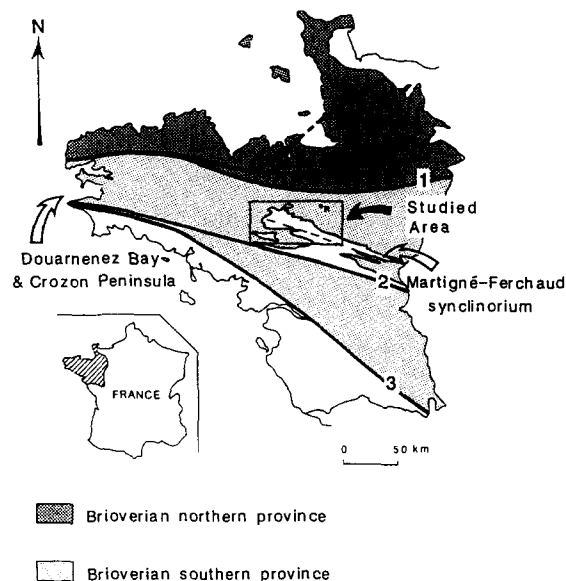 N
1
Studied
Area
Douarnenez Bay
& Crozon Peninsula
2
Martigné-Ferchaud
synclinorium
3
FRANCE
0 50 km
Brioverian northern province
Brioverian southern province